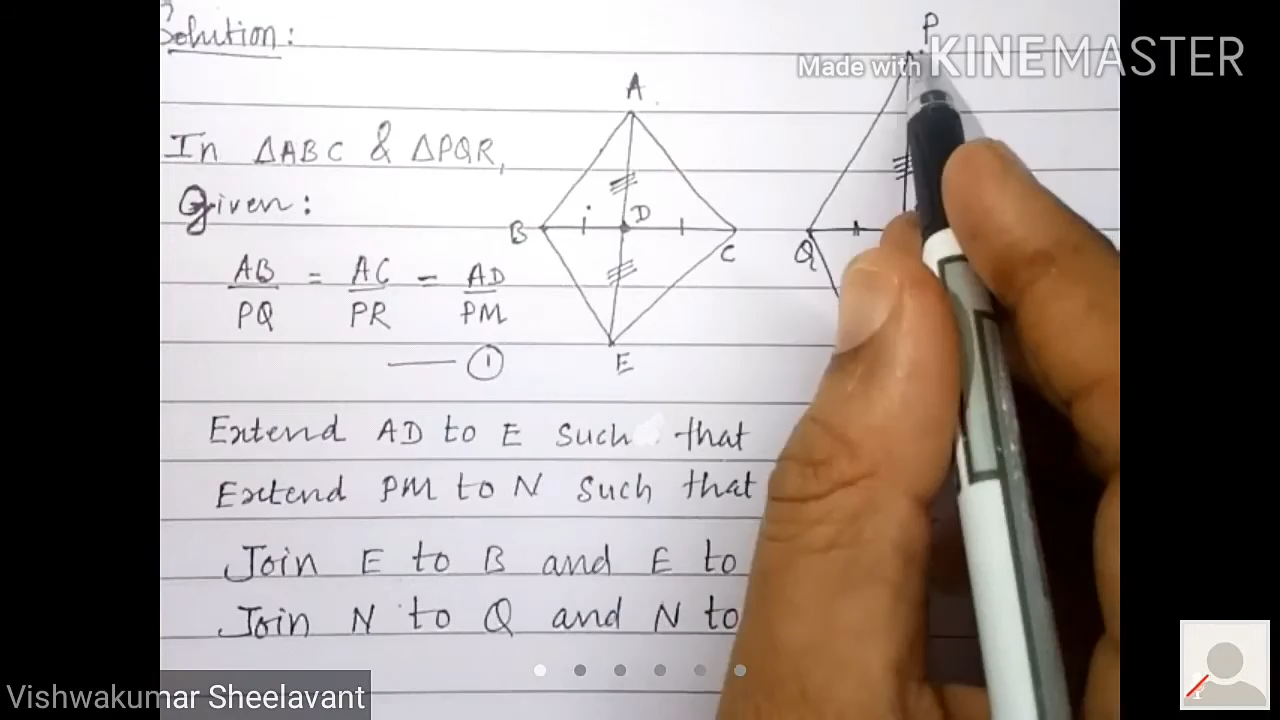 Solution:
P
Made with KINEMASTER
A
In ΔABC & ΔPQR,
Given:
B D C Q
AB/PQ = AC/PR = AD/PM
— ①
E
Extend AD to E such that
Extend PM to N such that
Join E to B and E to
Join N to Q and N to
Vishwakumar Sheelavant